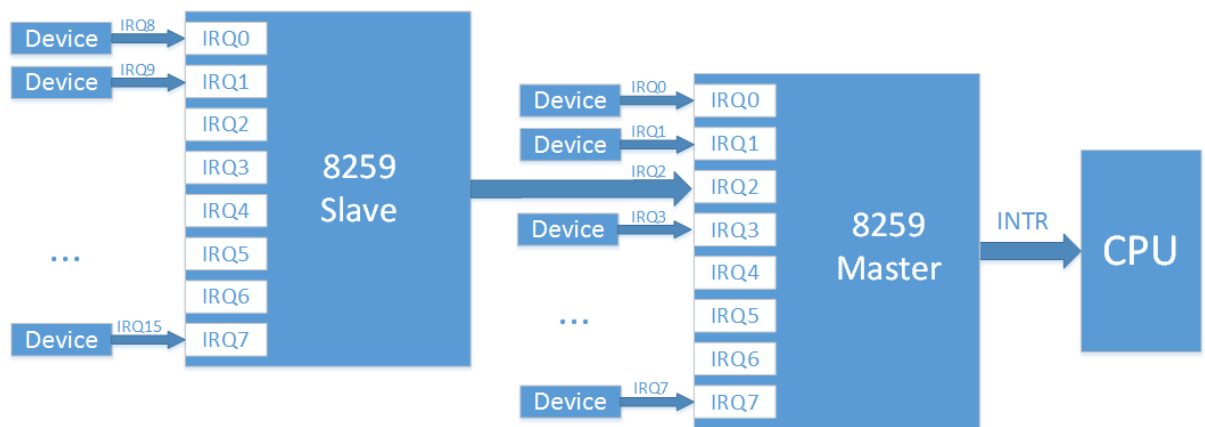 Device IRQ8 IRQ0
Device IRQ9 IRQ1
IRQ2
IRQ3
IRQ4
IRQ5
IRQ6
...
Device IRQ15 IRQ7
8259
Slave
Device IRQ0 IRQ0
Device IRQ1 IRQ1
IRQ2 IRQ2
Device IRQ3 IRQ3
IRQ4
IRQ5
IRQ6
...
Device IRQ7 IRQ7
8259
Master
INTR
CPU